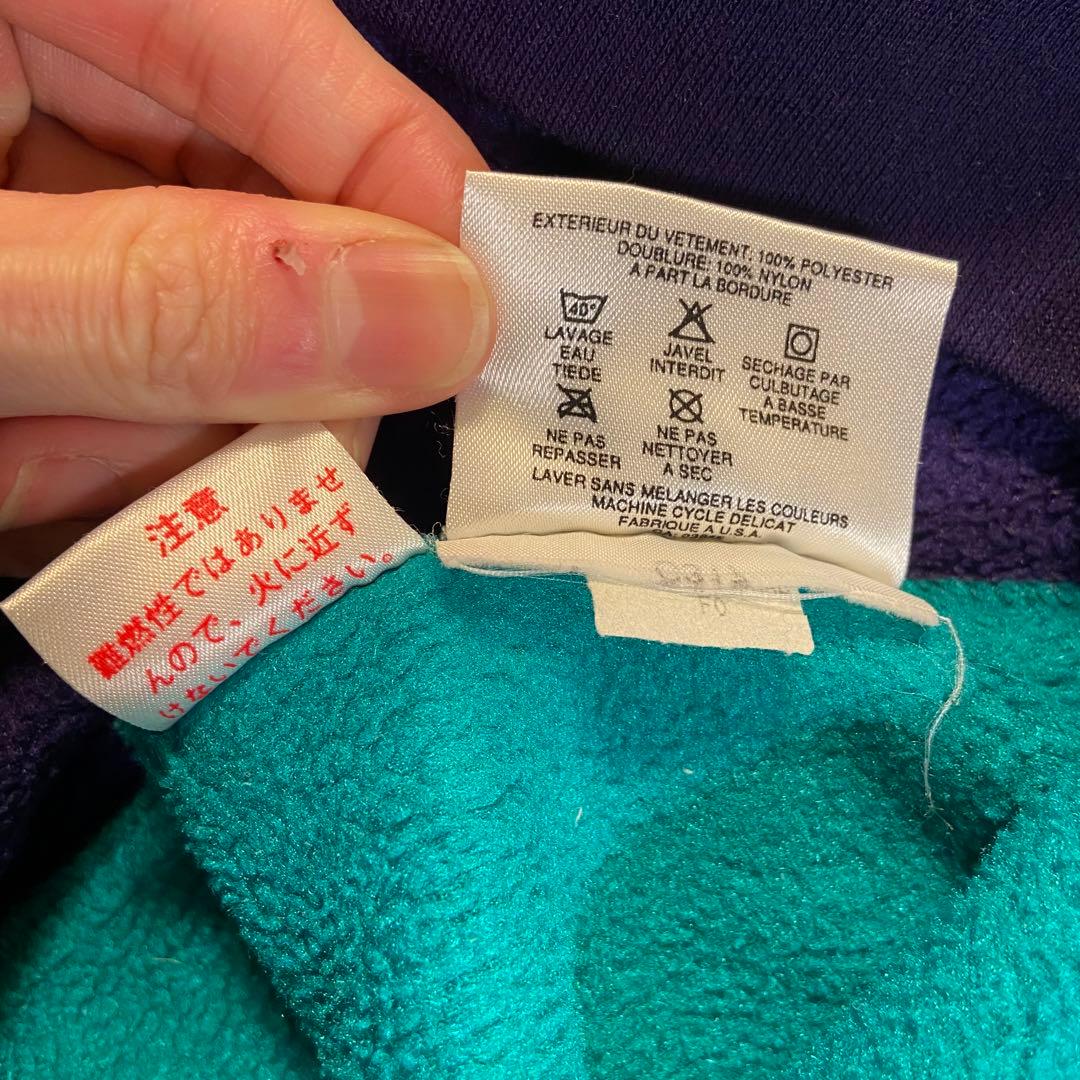 EXTERIEUR DU VETEMENT: 100% POLYESTER
DOUBLURE: 100% NYLON
A PART LA BORDURE
40°
LAVAGE
EAU
TIEDE
JAVEL
INTERDIT
SECHAGE PAR
CULBUTAGE
A BASSE
TEMPERATURE
NE PAS
REPASSER
NE PAS
NETTOYER
A SEC
LAVER SANS MELANGER LES COULEURS
MACHINE CYCLE DELICAT
FABRIQUE A U.S.A.
注意
難燃性ではありませ
んので、火に近ず
けないでください。